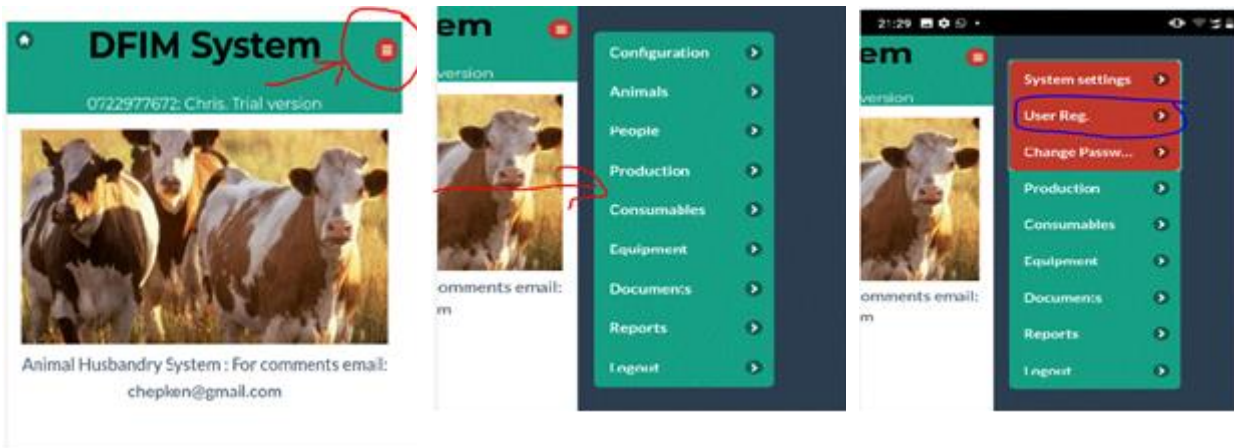 DFIM System
0722977672: Chris. Trial version
Animal Husbandry System : For comments email:
chepken@gmail.com
em
version
omments email:
m
Configuration
Animals
People
Production
Consumables
Equipment
Documents
Reports
Logout
21:29
em
version
omments email:
m
System settings
User Reg.
Change Passw...
Production
Consumables
Equipment
Documents
Reports
Logout